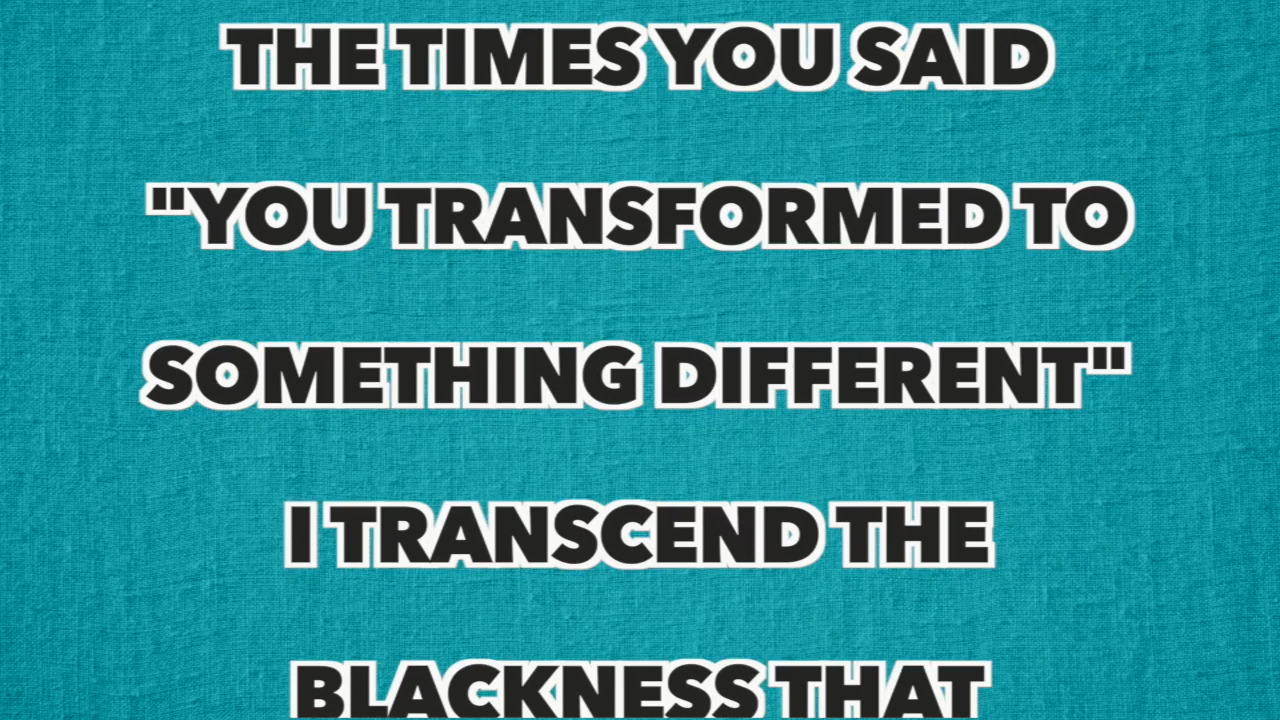 THE TIMES YOU SAID
"YOU TRANSFORMED TO
SOMETHING DIFFERENT"
I TRANSCEND THE
BLACKNESS THAT